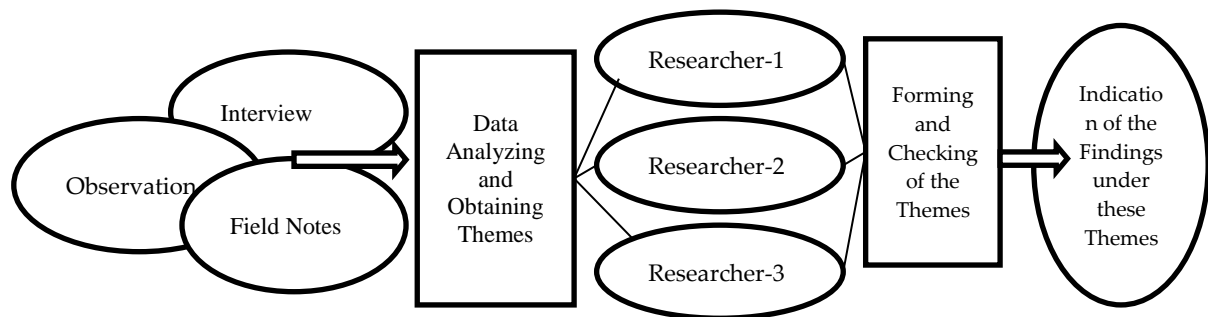 Interview
Observation
Field Notes
Data
Analyzing
and
Obtaining
Themes
Researcher-1
Researcher-2
Researcher-3
Forming
and
Checking
of the
Themes
Indicatio
n of the
Findings
under
these
Themes